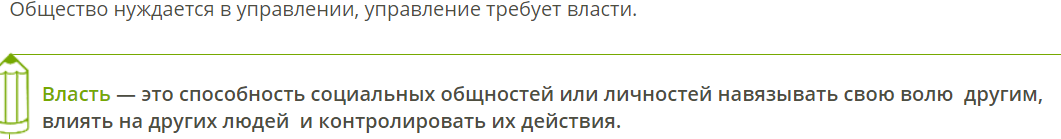 Общество нуждается в управлении, управление требует власти.
Власть — это способность социальных общностей или личностей навязывать свою волю  другим,
влиять на других людей  и контролировать их действия.